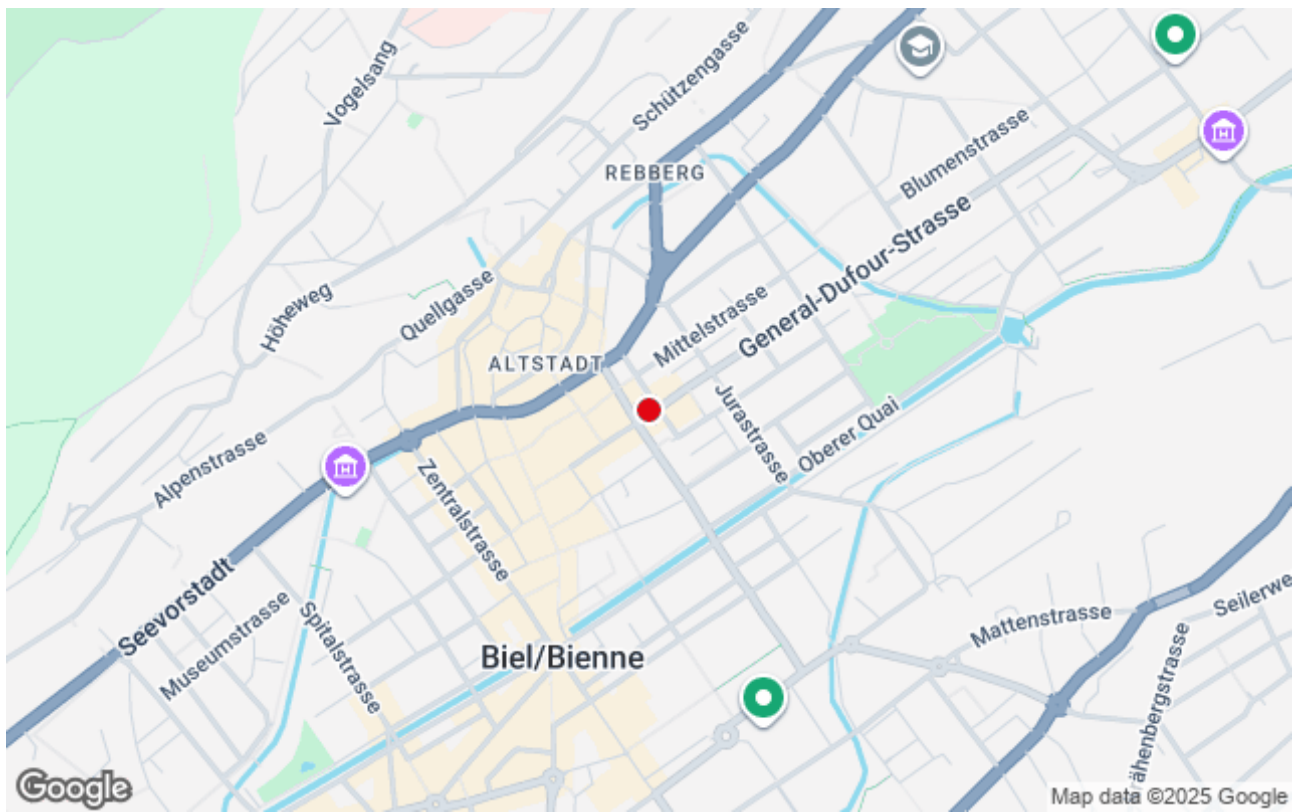 Vogelsang
Schützengasse
REBBERG
Blumenstrasse
Höheweg
Quellgasse
General-Dufour-Strasse
Mittelstrasse
ALTSTADT
Jurastrasse
Oberer Quai
Alpenstrasse
Zentralstrasse
Seevorstadt
Museumstrasse
Spitalstrasse
Biel/Bienne
Mattenstrasse
Seilerwe
rähenbergstrasse
Google
Map data ©2025 Google